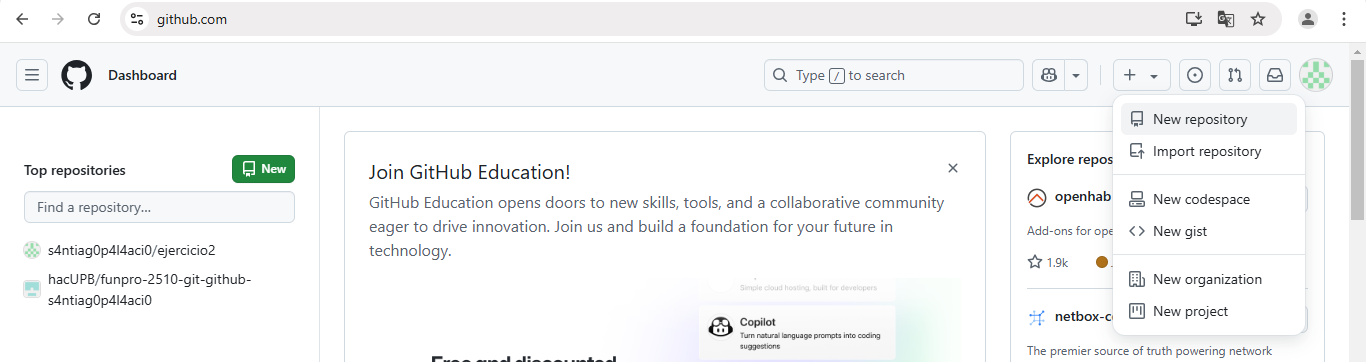 github.com
Dashboard
Type / to search
New repository
Import repository
New codespace
New gist
New organization
New project
Top repositories
New
Find a repository...
s4ntiag0p4l4aci0/ejercicio2
hacUPB/funpro-2510-git-github-
s4ntiag0p4l4aci0
Join GitHub Education!
GitHub Education opens doors to new skills, tools, and a collaborative community
eager to drive innovation. Join us and build a foundation for your future in
technology.
Simple cloud hosting, built for developers
Copilot
Turn natural language prompts into coding
suggestions
Free and discounted
Explore repos
openhab
Add-ons for ope
1.9k
netbox-c
The premier source of truth powering network